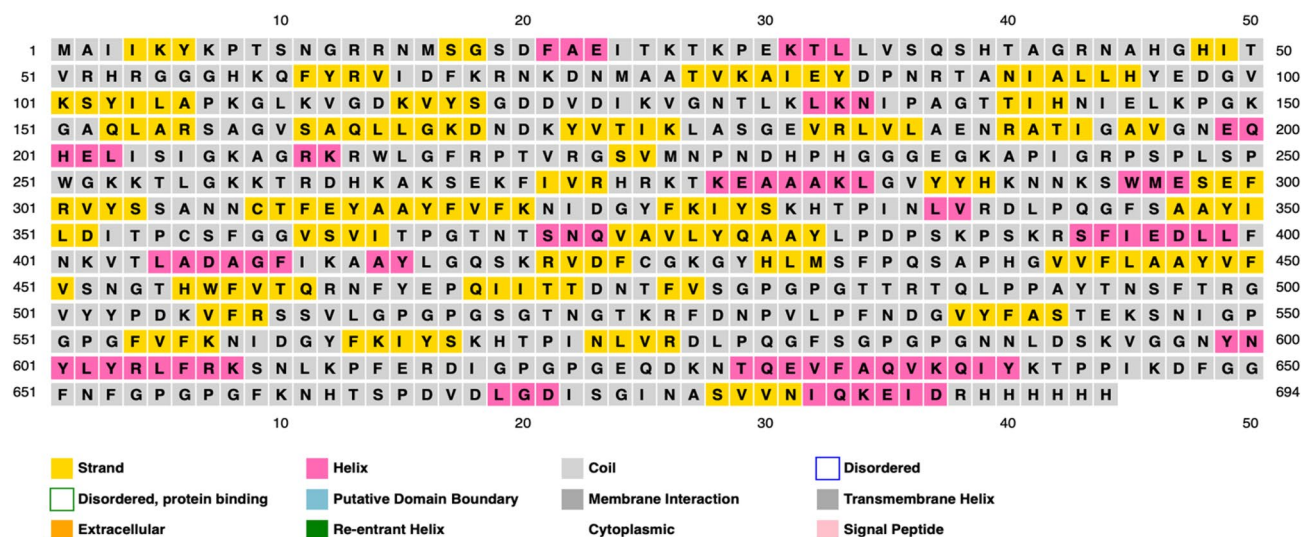 10 20 30 40 50
1 M A I I K Y K P T S N G R R N M S G S D F A E I T K T K P E K T L L V S Q S H T A G R N A H G H I T 50
51 V R H R G G G H K Q F Y R V I D F K R N K D N M A A T V K A I E Y D P N R T A N I A L L H Y E D G V 100
101 K S Y I L A P K G L K V G D K V Y S G D D V D I K V G N T L K L K N I P A G T T I H N I E L K P G K 150
151 G A Q L A R S A G V S A Q L L G K D N D K Y V T I K L A S G E V R L V L A E N R A T I G A V G N E Q 200
201 H E L I S I G K A G R K R W L G F R P T V R G S V M N P N D H P H G G G E G K A P I G R P S P L S P 250
251 W G K K T L G K K T R D H K A K S E K F I V R H R K T K E A A A K L G V Y Y H K N N K S W M E S E F 300
301 R V Y S S A N N C T F E Y A A Y F V F K N I D G Y F K I Y S K H T P I N L V R D L P Q G F S A A Y I 350
351 L D I T P C S F G G V S V I T P G T N T S N Q V A V L Y Q A A Y L P D P S K P S K R S F I E D L L F 400
401 N K V T L A D A G F I K A A Y L G Q S K R V D F C G K G Y H L M S F P Q S A P H G V V F L A A Y V F 450
451 V S N G T H W F V T Q R N F Y E P Q I I T T D N T F V S G P G P G T T R T Q L P P A Y T N S F T R G 500
501 V Y Y P D K V F R S S V L G P G P G S G T N G T K R F D N P V L P F N D G V Y F A S T E K S N I G P 550
551 G P G F V F K N I D G Y F K I Y S K H T P I N L V R D L P Q G F S G P G P G N N L D S K V G G N Y N 600
601 Y L Y R L F R K S N L K P F E R D I G P G P G E Q D K N T Q E V F A Q V K Q I Y K T P P I K D F G G 650
651 F N F G P G P G F K N H T S P D V D L G D I S G I N A S V V N I Q K E I D R H H H H H H 694
10 20 30 40 50
Strand Helix Coil Disordered
Disordered, protein binding Putative Domain Boundary Membrane Interaction Transmembrane Helix
Extracellular Re-entrant Helix Cytoplasmic Signal Peptide